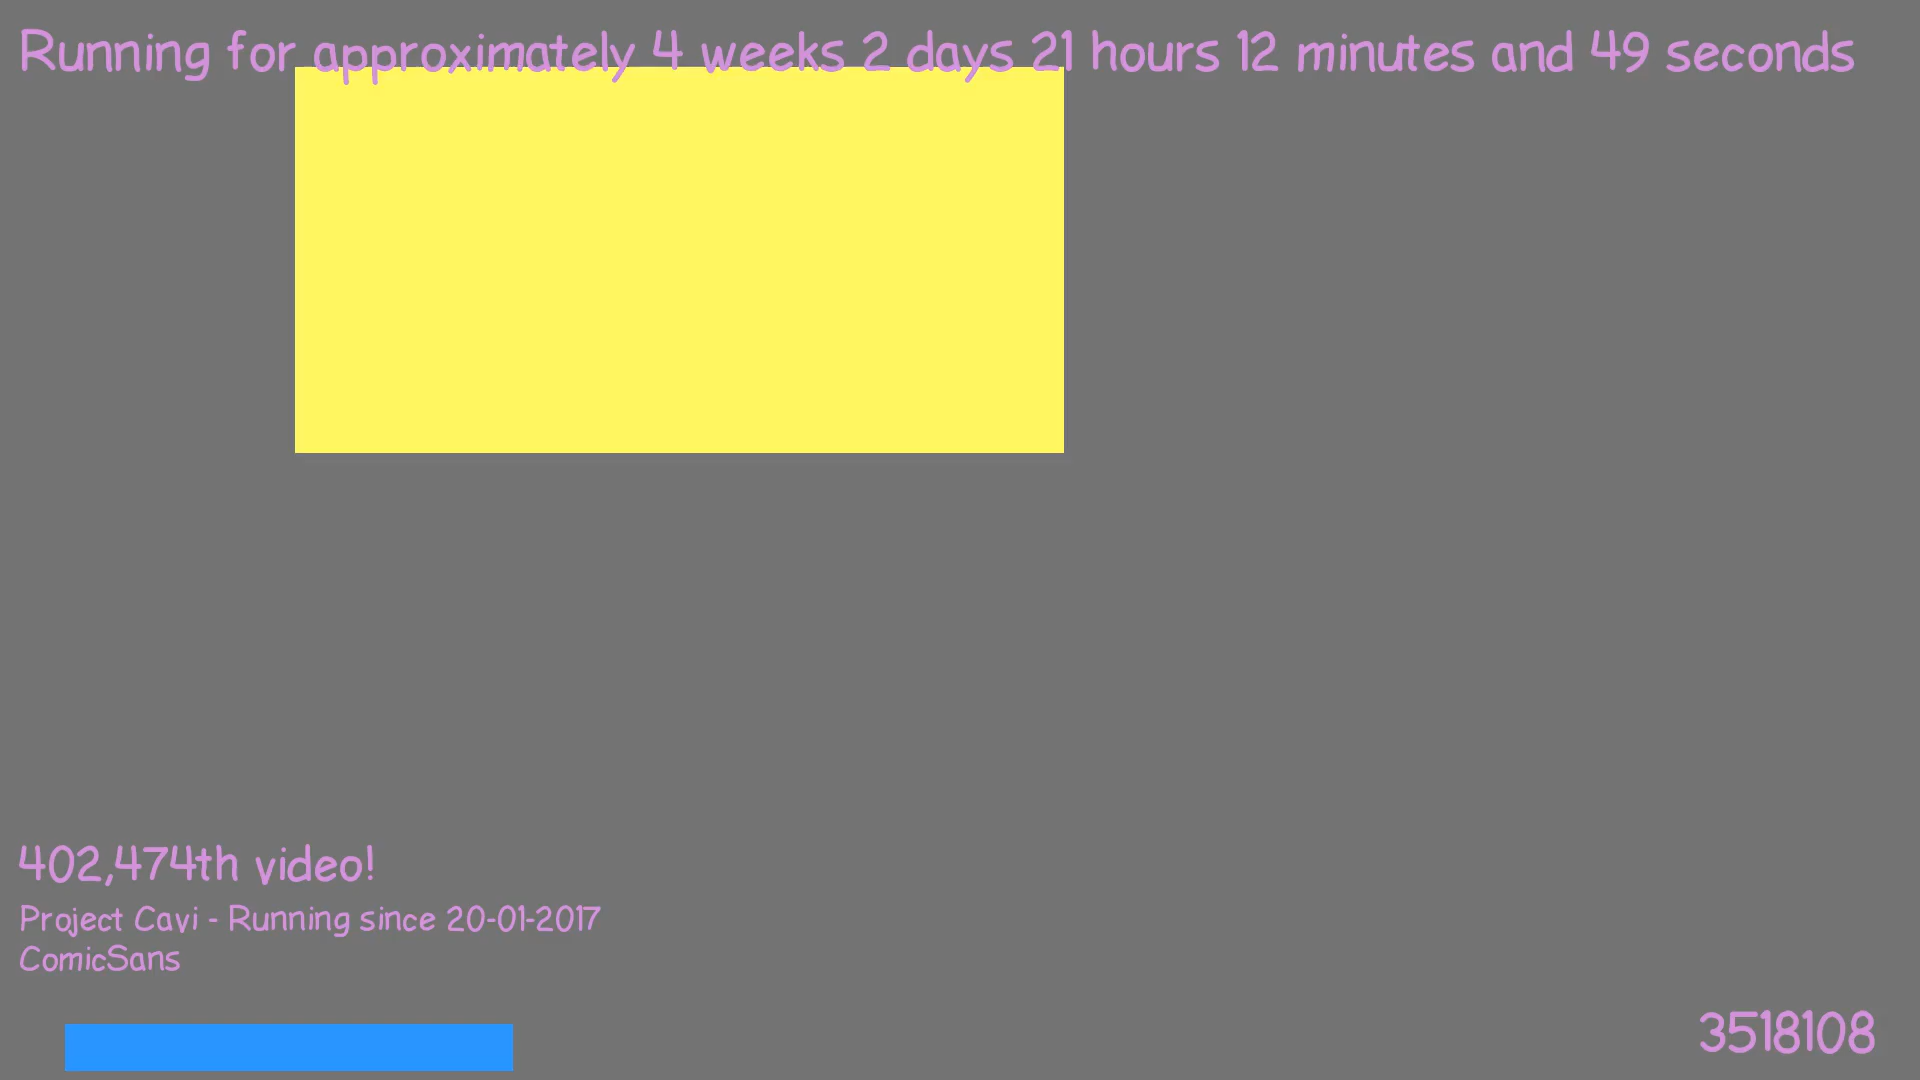 Running for approximately 4 weeks 2 days 21 hours 12 minutes and 49 seconds
402,474th video!
Project Cavi - Running since 20-01-2017
ComicSans
3518108